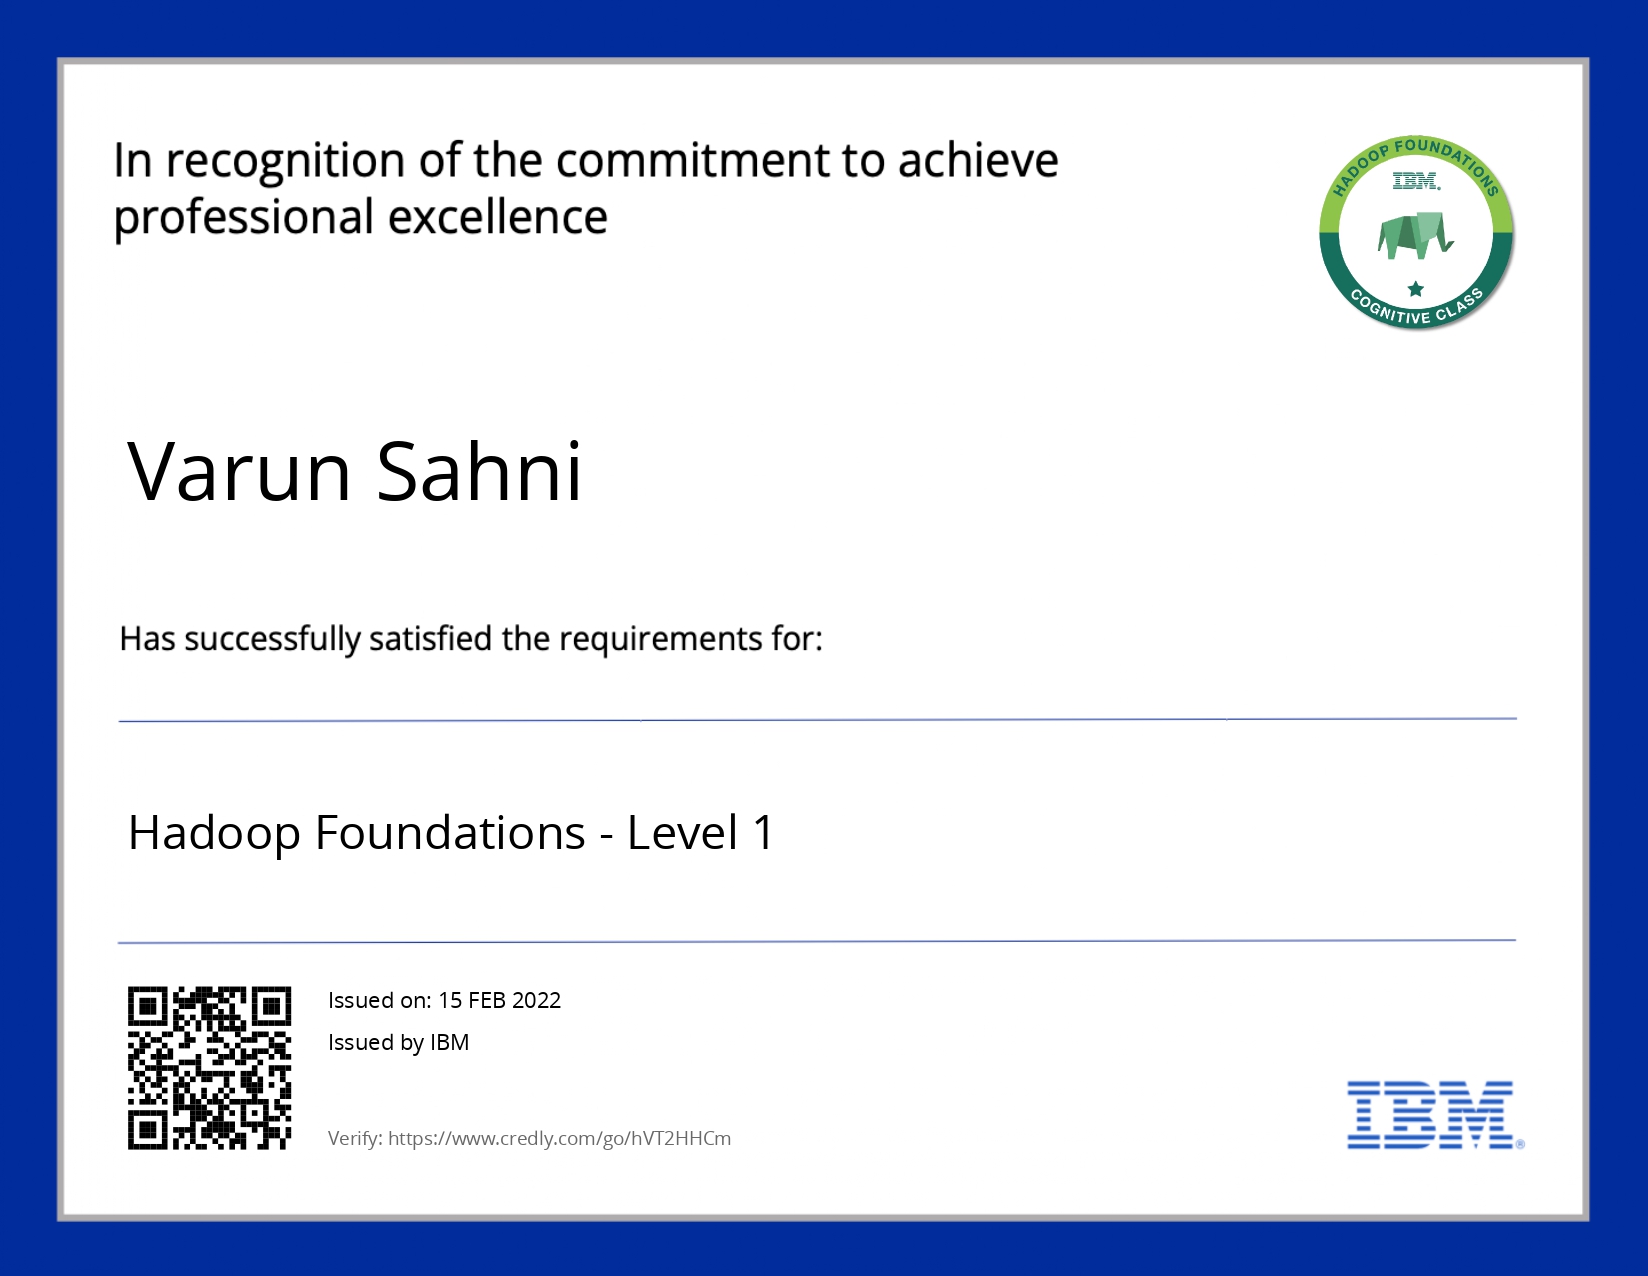 In recognition of the commitment to achieve
professional excellence
HADOOP FOUNDATIONS
IBM.
COGNITIVE CLASS
Varun Sahni
Has successfully satisfied the requirements for:
Hadoop Foundations - Level 1
Issued on: 15 FEB 2022
Issued by IBM
Verify: https://www.credly.com/go/hVT2HHCm
IBM®